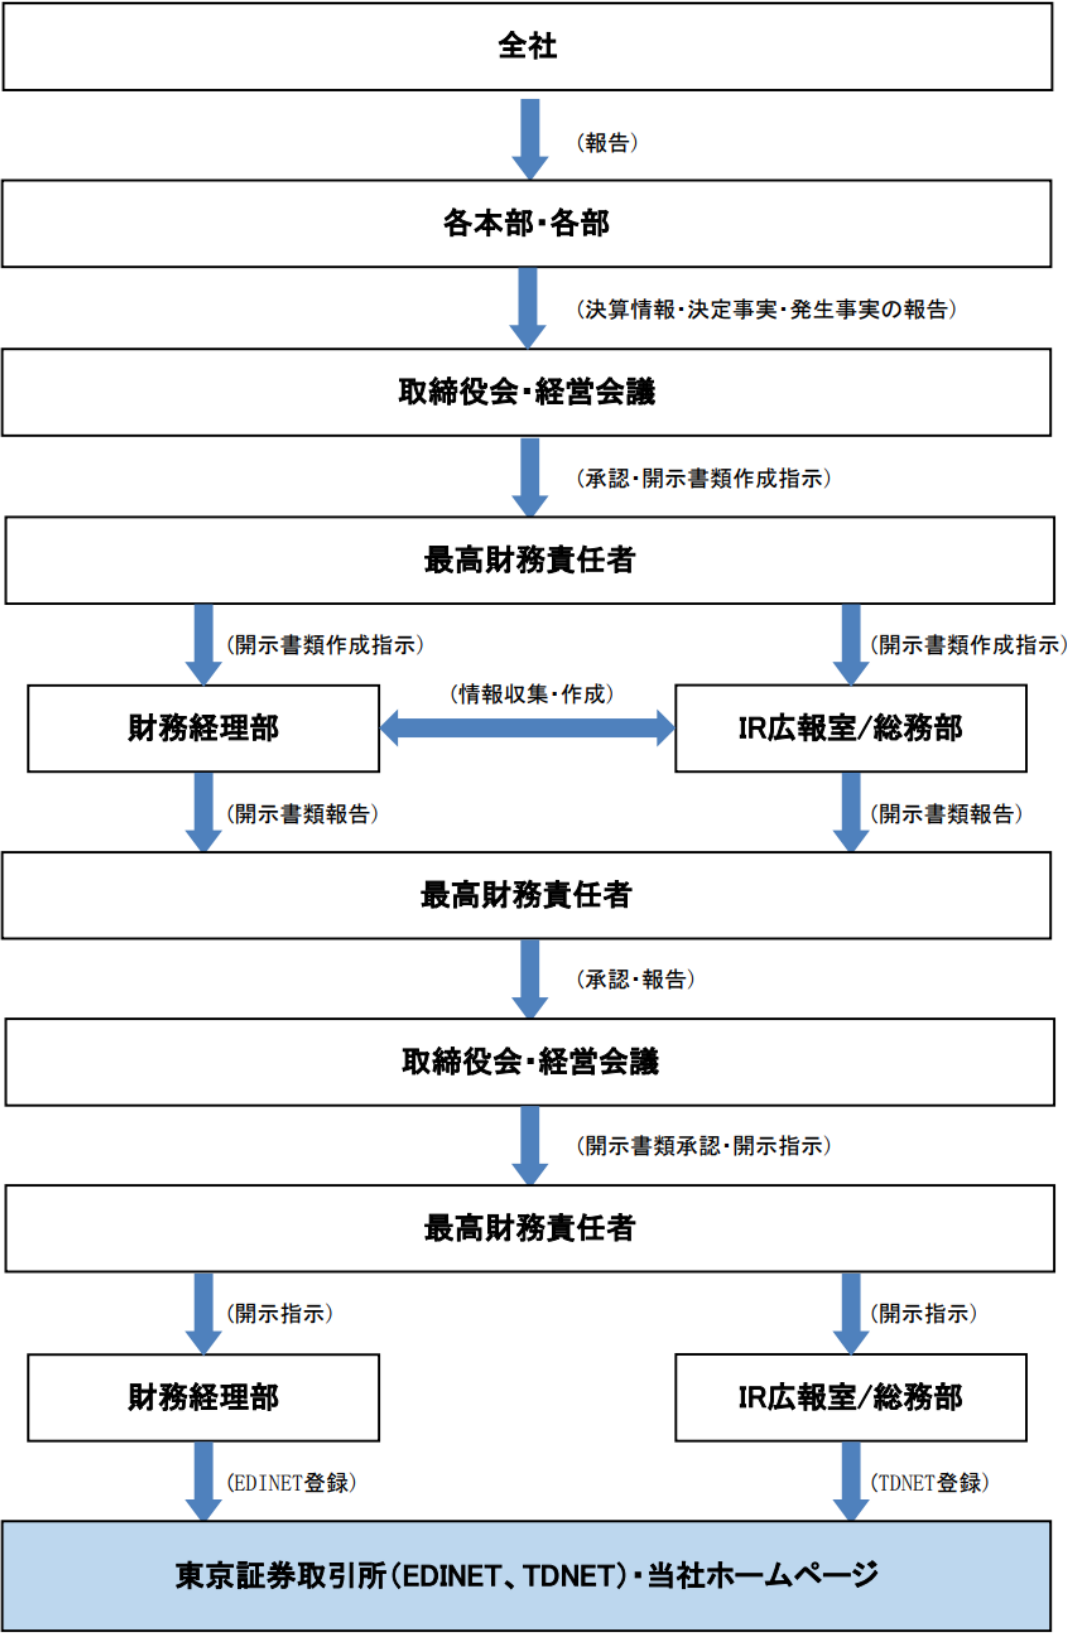 全社
(報告)
各本部・各部
(決算情報・決定事実・発生事実の報告)
取締役会・経営会議
(承認・開示書類作成指示)
最高財務責任者
(開示書類作成指示)
(開示書類作成指示)
(情報収集・作成)
財務経理部
IR広報室/総務部
(開示書類報告)
(開示書類報告)
最高財務責任者
(承認・報告)
取締役会・経営会議
(開示書類承認・開示指示)
最高財務責任者
(開示指示)
(開示指示)
財務経理部
IR広報室/総務部
(EDINET登録)
(TDNET登録)
東京証券取引所(EDINET、TDNET)・当社ホームページ